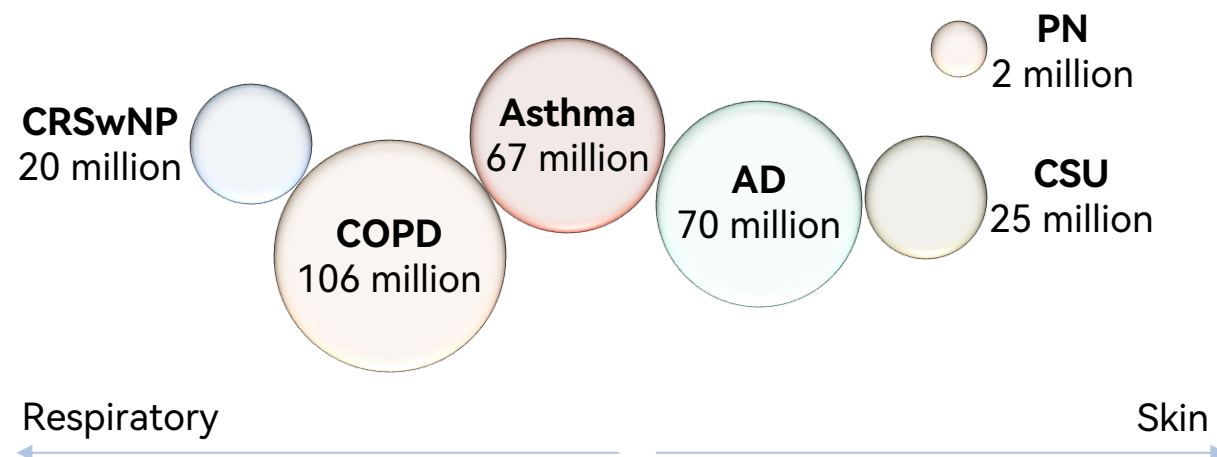 CRSwNP
20 million
COPD
106 million
Asthma
67 million
AD
70 million
PN
2 million
CSU
25 million
Respiratory
Skin